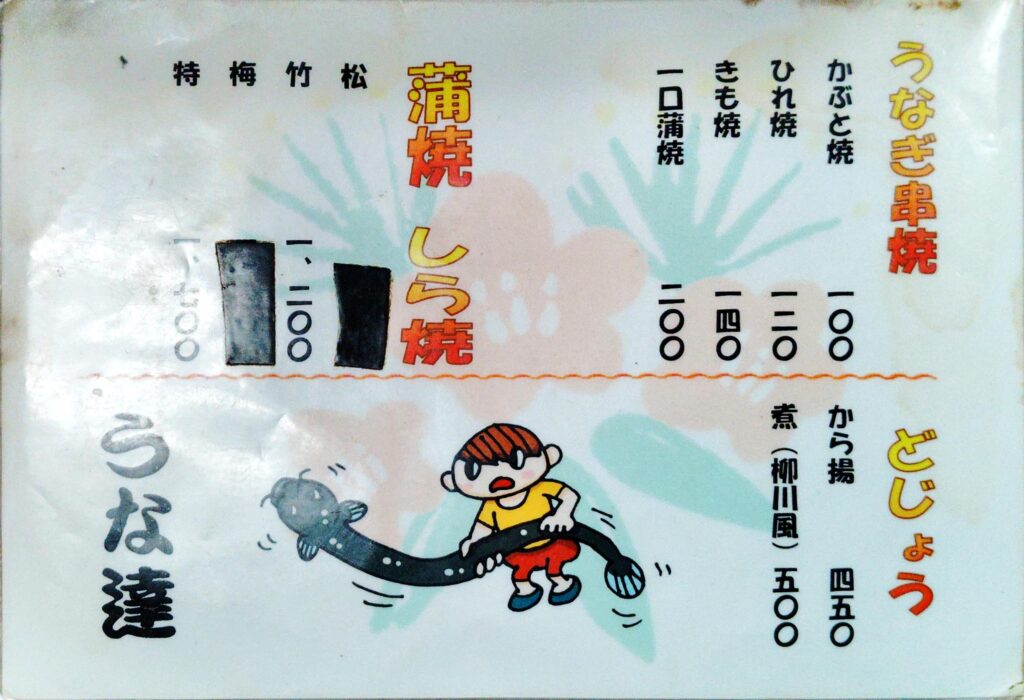 うなぎ串焼
かぶと焼 一〇〇
ひれ焼 一二〇
きも焼 一四〇
一口蒲焼 二〇〇
蒲焼 しら焼
松
竹 一、二〇〇
梅
特
どじょう
から揚 四五〇
煮(柳川風) 五〇〇
うな達